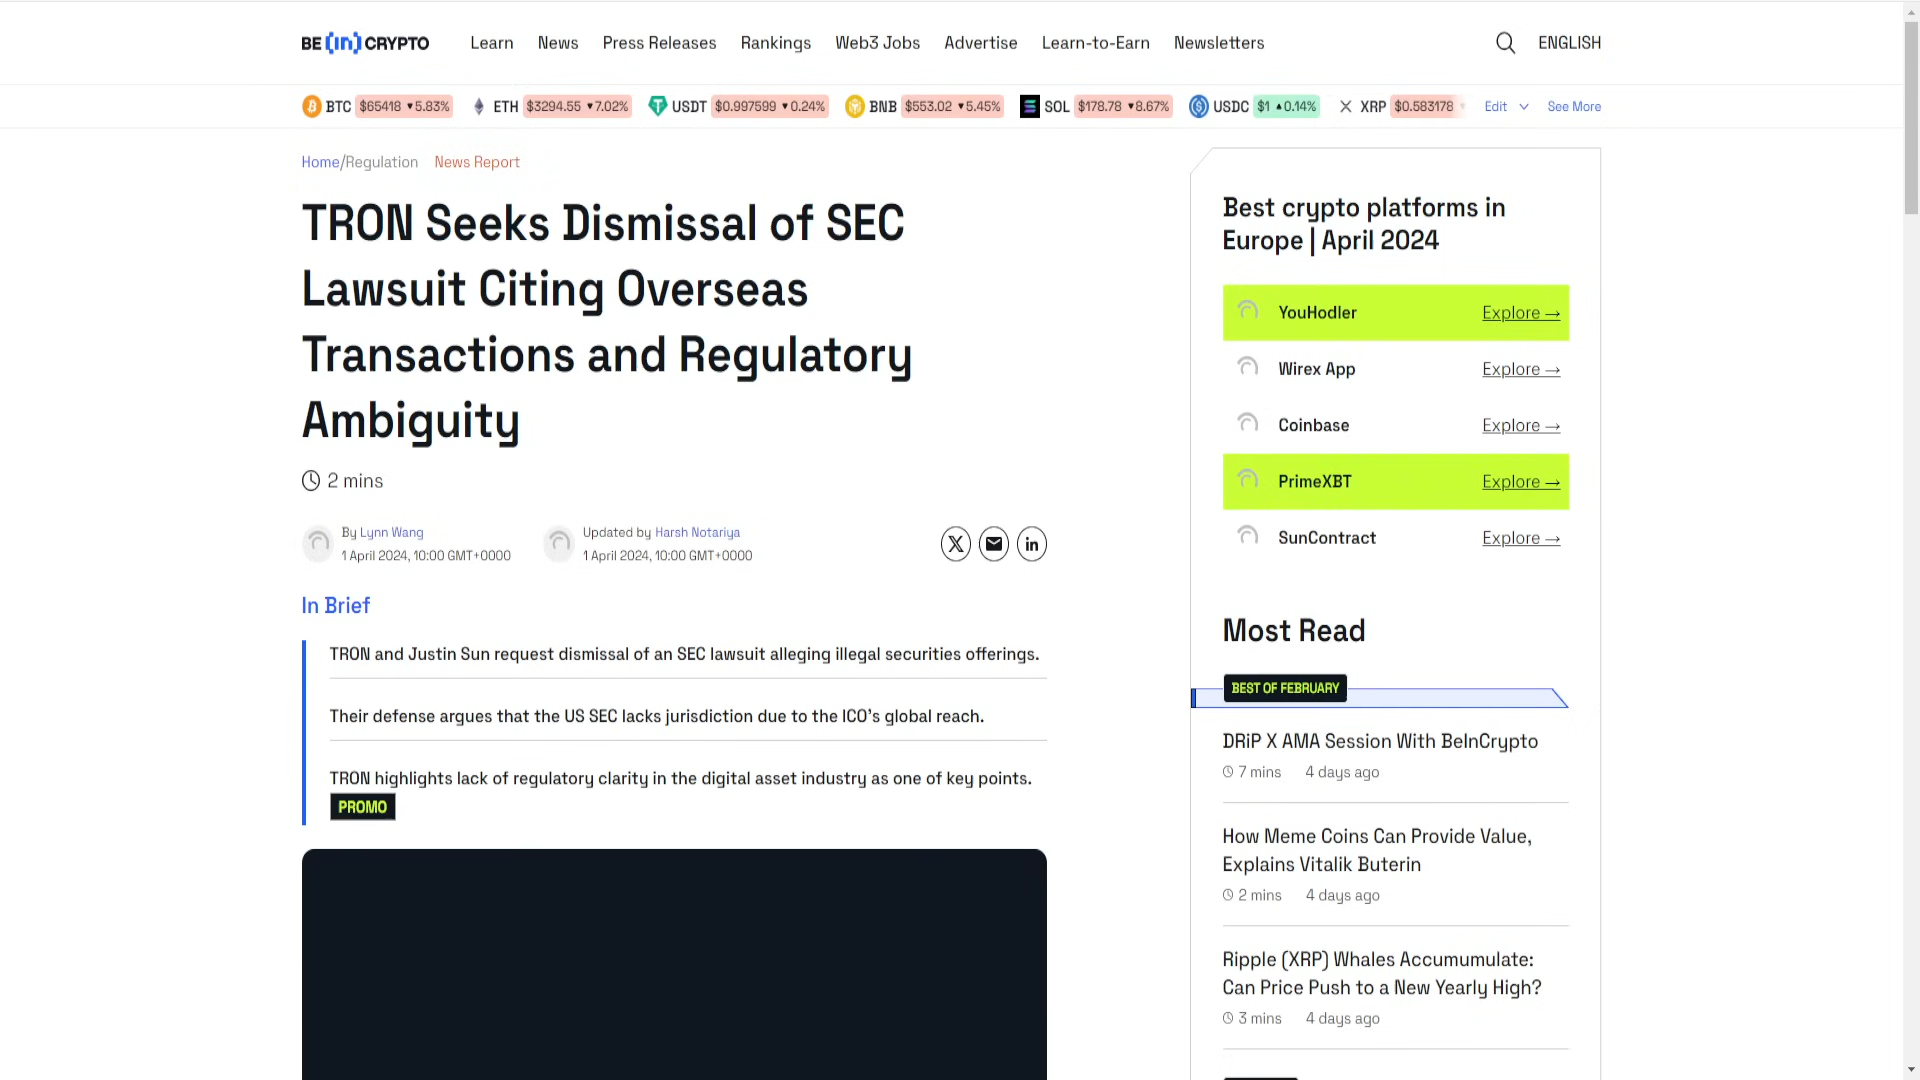 BE [in] CRYPTO
Learn News Press Releases Rankings Web3 Jobs Advertise Learn-to-Earn Newsletters
ENGLISH
BTC $65418 ▼5.83% ETH $3294.55 ▼7.02% USDT $0.997599 ▼0.24% BNB $553.02 ▼5.45% SOL $178.78 ▼8.67% USDC $1 ▲0.14% XRP $0.583178 Edit See More
Home/Regulation News Report
TRON Seeks Dismissal of SEC
Lawsuit Citing Overseas
Transactions and Regulatory
Ambiguity
2 mins
By Lynn Wang
1 April 2024, 10:00 GMT+0000
Updated by Harsh Notariya
1 April 2024, 10:00 GMT+0000
In Brief
TRON and Justin Sun request dismissal of an SEC lawsuit alleging illegal securities offerings.
Their defense argues that the US SEC lacks jurisdiction due to the ICO's global reach.
TRON highlights lack of regulatory clarity in the digital asset industry as one of key points.
PROMO
Best crypto platforms in
Europe | April 2024
YouHodler Explore →
Wirex App Explore →
Coinbase Explore →
PrimeXBT Explore →
SunContract Explore →
Most Read
BEST OF FEBRUARY
DRiP X AMA Session With BeInCrypto
7 mins 4 days ago
How Meme Coins Can Provide Value,
Explains Vitalik Buterin
2 mins 4 days ago
Ripple (XRP) Whales Accumumulate:
Can Price Push to a New Yearly High?
3 mins 4 days ago